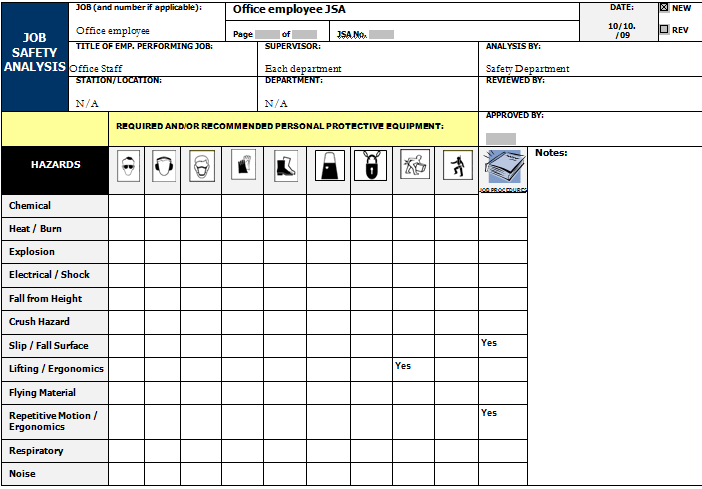 JOB SAFETY ANALYSIS
JOB (and number if applicable):
Office employee
Office employee JSA
Page of
JSA No.
DATE:
10/10.
/09
NEW
REV
TITLE OF EMP. PERFORMING JOB:
Office Staff
SUPERVISOR:
Each department
ANALYSIS BY:
Safety Department
STATION/LOCATION:
N/A
DEPARTMENT:
N/A
REVIEWED BY:
REQUIRED AND/OR RECOMMENDED PERSONAL PROTECTIVE EQUIPMENT:
APPROVED BY:
HAZARDS
JOB PROCEDURES
Notes:
Chemical
Heat / Burn
Explosion
Electrical / Shock
Fall from Height
Crush Hazard
Slip / Fall Surface
Yes
Lifting / Ergonomics
Yes
Flying Material
Repetitive Motion /
Ergonomics
Yes
Respiratory
Noise